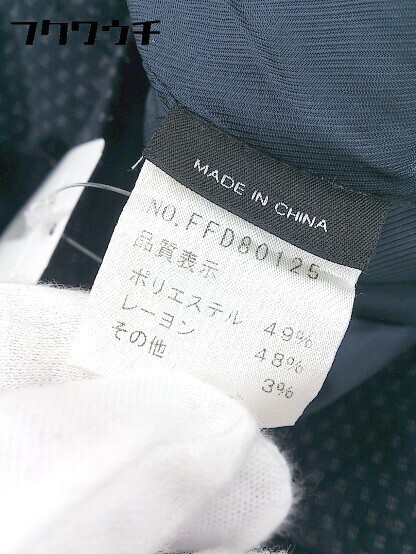 フクワウチ
MADE IN CHINA
NO.FFD80125
品質表示
ポリエステル 49%
レーヨン 48%
その他 3%